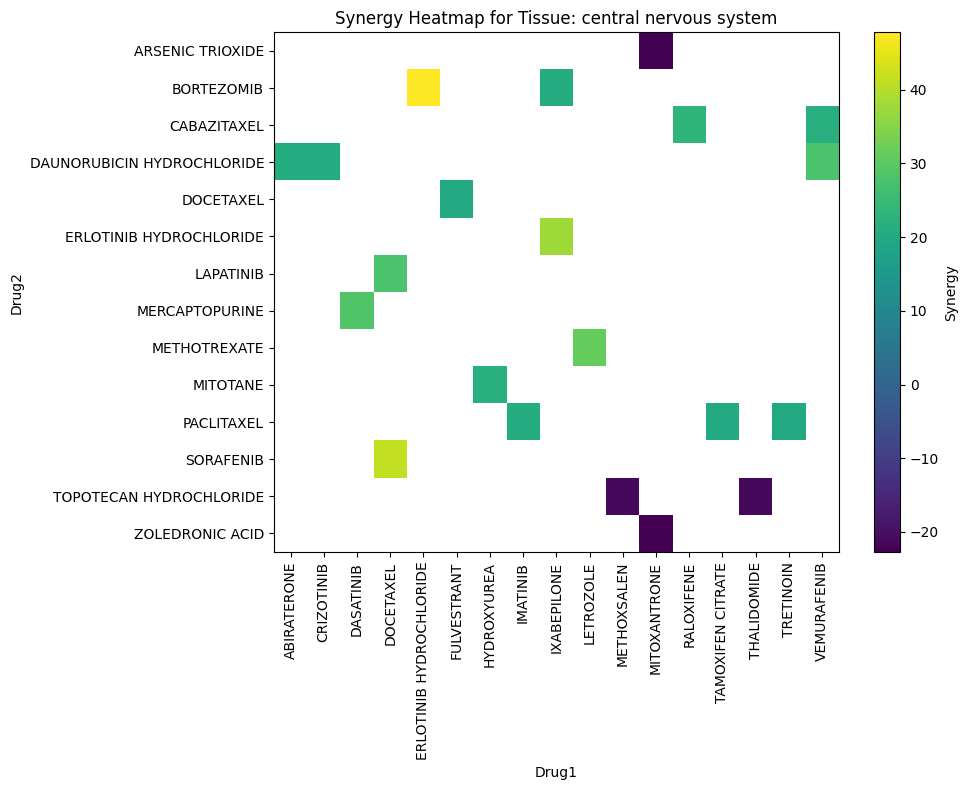 Synergy Heatmap for Tissue: central nervous system
ARSENIC TRIOXIDE
BORTEZOMIB
CABAZITAXEL
DAUNORUBICIN HYDROCHLORIDE
DOCETAXEL
ERLOTINIB HYDROCHLORIDE
LAPATINIB
MERCAPTOPURINE
METHOTREXATE
MITOTANE
PACLITAXEL
SORAFENIB
TOPOTECAN HYDROCHLORIDE
ZOLEDRONIC ACID
Drug2
ABIRATERONE
CRIZOTINIB
DASATINIB
DOCETAXEL
ERLOTINIB HYDROCHLORIDE
FULVESTRANT
HYDROXYUREA
IMATINIB
IXABEPILONE
LETROZOLE
METHOXSALEN
MITOXANTRONE
RALOXIFENE
TAMOXIFEN CITRATE
THALIDOMIDE
TRETINOIN
VEMURAFENIB
Drug1
40
30
20
10
0
−10
−20
Synergy